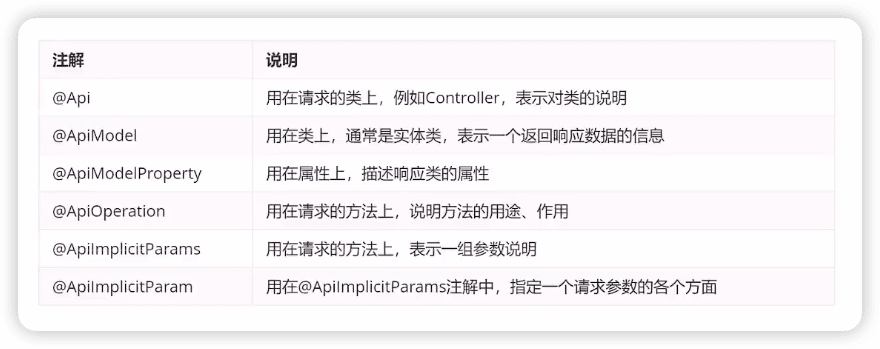 注解 说明
@Api 用在请求的类上，例如Controller，表示对类的说明
@ApiModel 用在类上，通常是实体类，表示一个返回响应数据的信息
@ApiModelProperty 用在属性上，描述响应类的属性
@ApiOperation 用在请求的方法上，说明方法的用途、作用
@ApiImplicitParams 用在请求的方法上，表示一组参数说明
@ApiImplicitParam 用在@ApiImplicitParams注解中，指定一个请求参数的各个方面